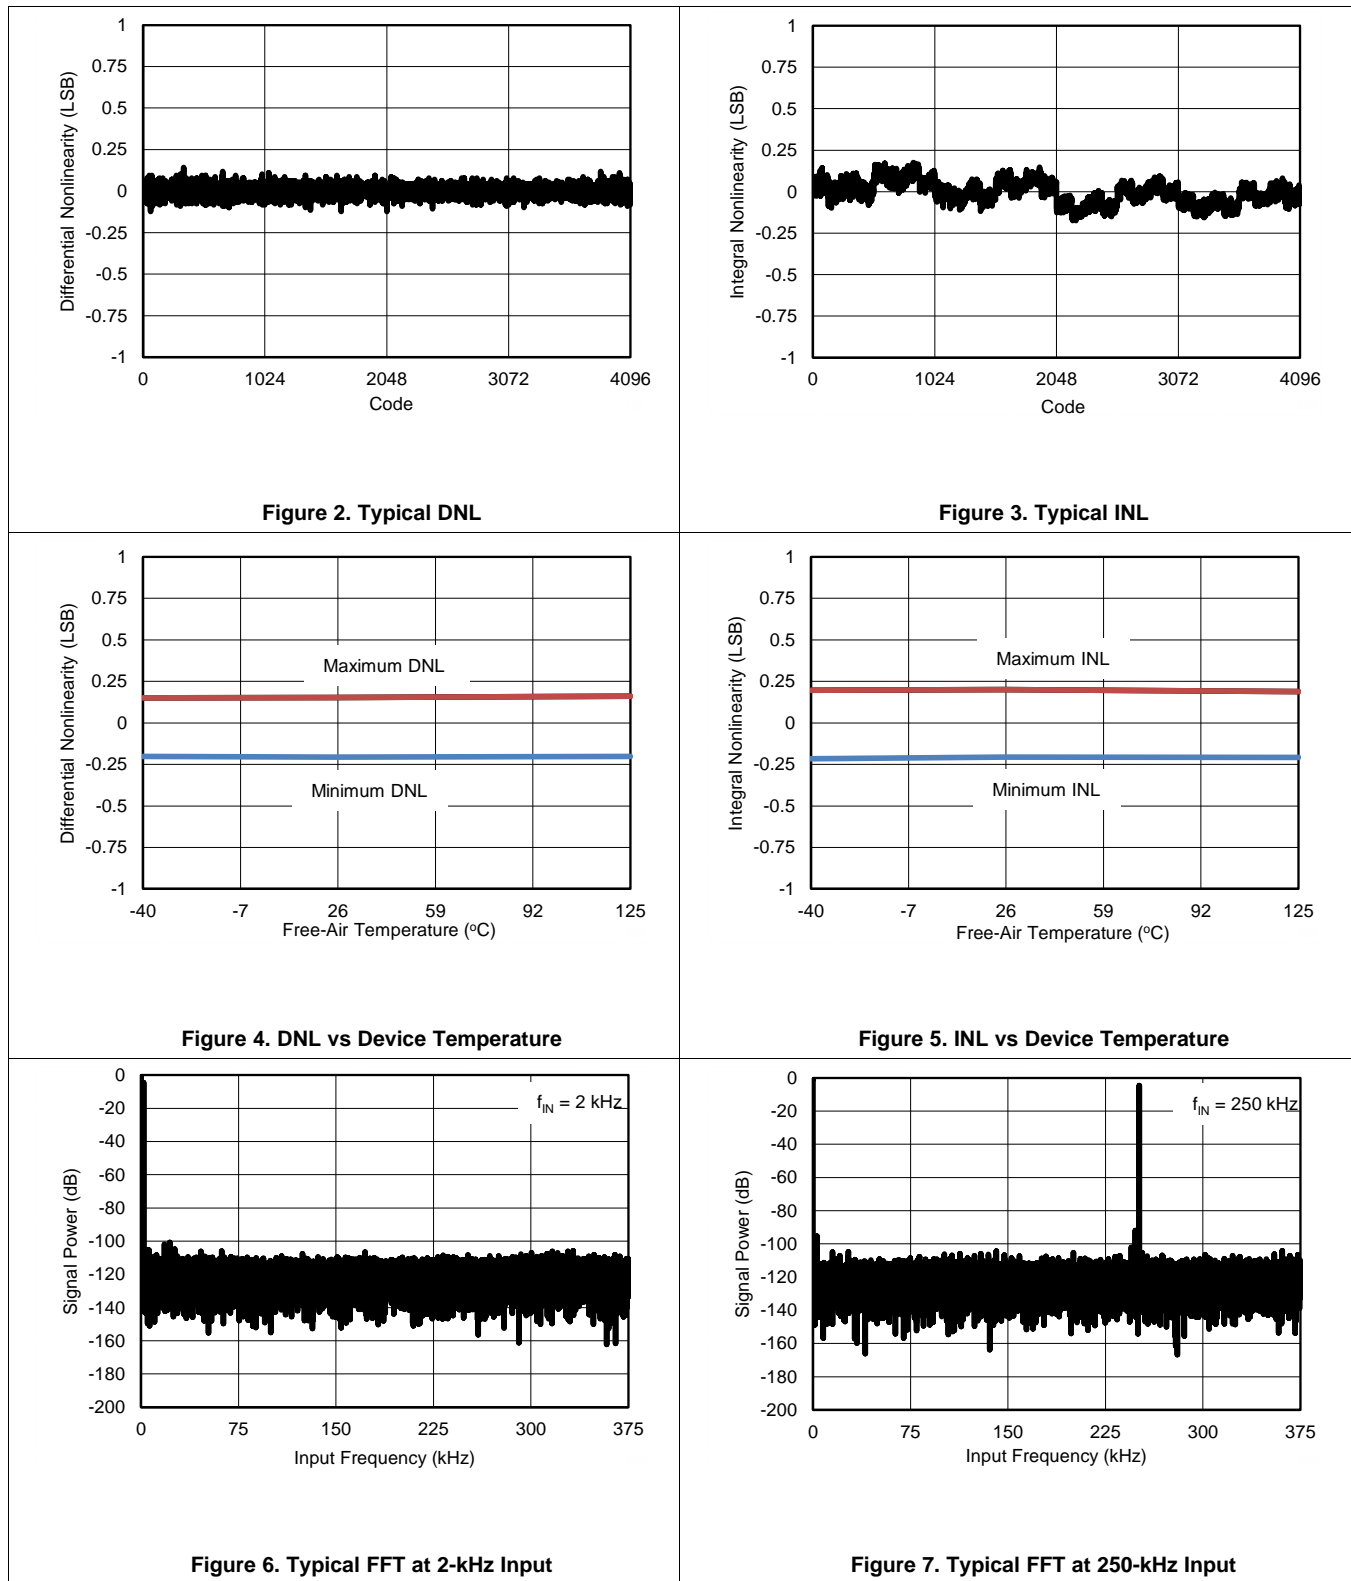 1
0.75
0.5
0.25
0
-0.25
-0.5
-0.75
-1
0 1024 2048 3072 4096
Code
Differential Nonlinearity (LSB)
Figure 2. Typical DNL
1
0.75
0.5
0.25
0
-0.25
-0.5
-0.75
-1
0 1024 2048 3072 4096
Code
Integral Nonlinearity (LSB)
Figure 3. Typical INL
1
0.75
0.5
0.25
0
-0.25
-0.5
-0.75
-1
-40 -7 26 59 92 125
Free-Air Temperature (°C)
Differential Nonlinearity (LSB)
Maximum DNL
Minimum DNL
Figure 4. DNL vs Device Temperature
1
0.75
0.5
0.25
0
-0.25
-0.5
-0.75
-1
-40 -7 26 59 92 125
Free-Air Temperature (°C)
Integral Nonlinearity (LSB)
Maximum INL
Minimum INL
Figure 5. INL vs Device Temperature
0
-20
-40
-60
-80
-100
-120
-140
-160
-180
-200
0 75 150 225 300 375
Input Frequency (kHz)
Signal Power (dB)
fIN = 2 kHz
Figure 6. Typical FFT at 2-kHz Input
0
-20
-40
-60
-80
-100
-120
-140
-160
-180
-200
0 75 150 225 300 375
Input Frequency (kHz)
Signal Power (dB)
fIN = 250 kHz
Figure 7. Typical FFT at 250-kHz Input